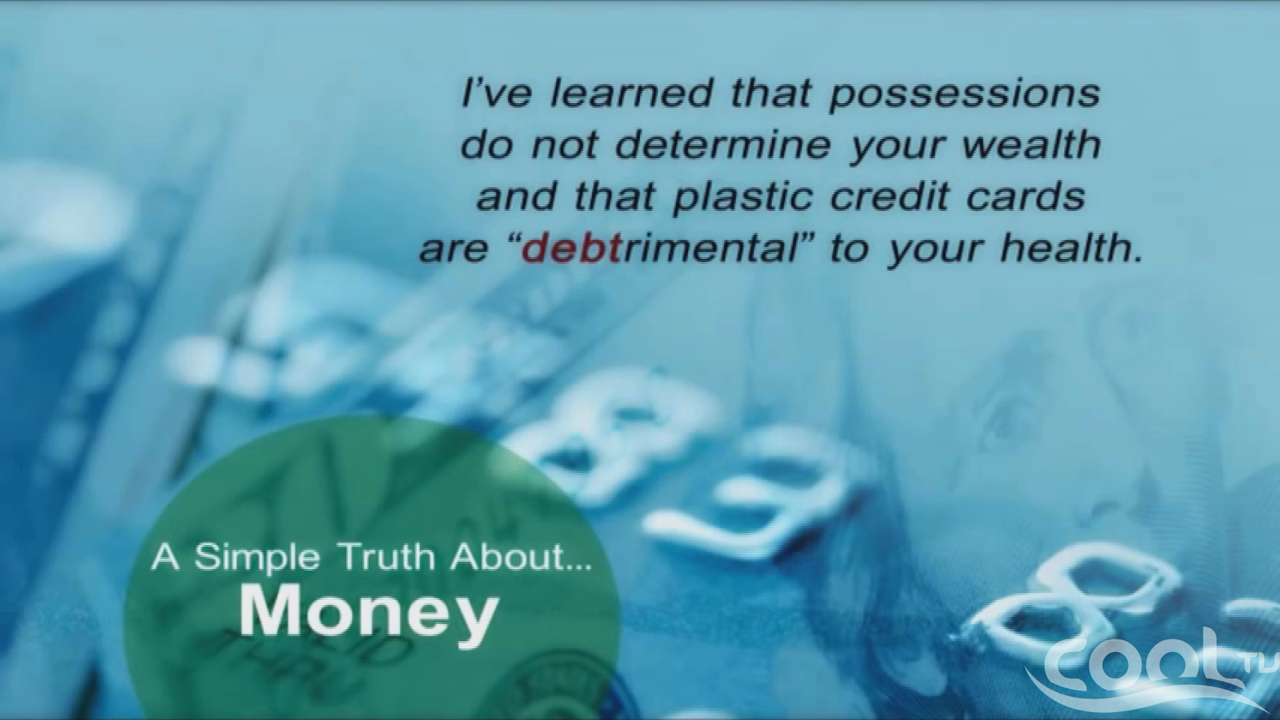 I've learned that possessions
do not determine your wealth
and that plastic credit cards
are “debtrimental” to your health.
A Simple Truth About...
Money
THRU
COOL TV